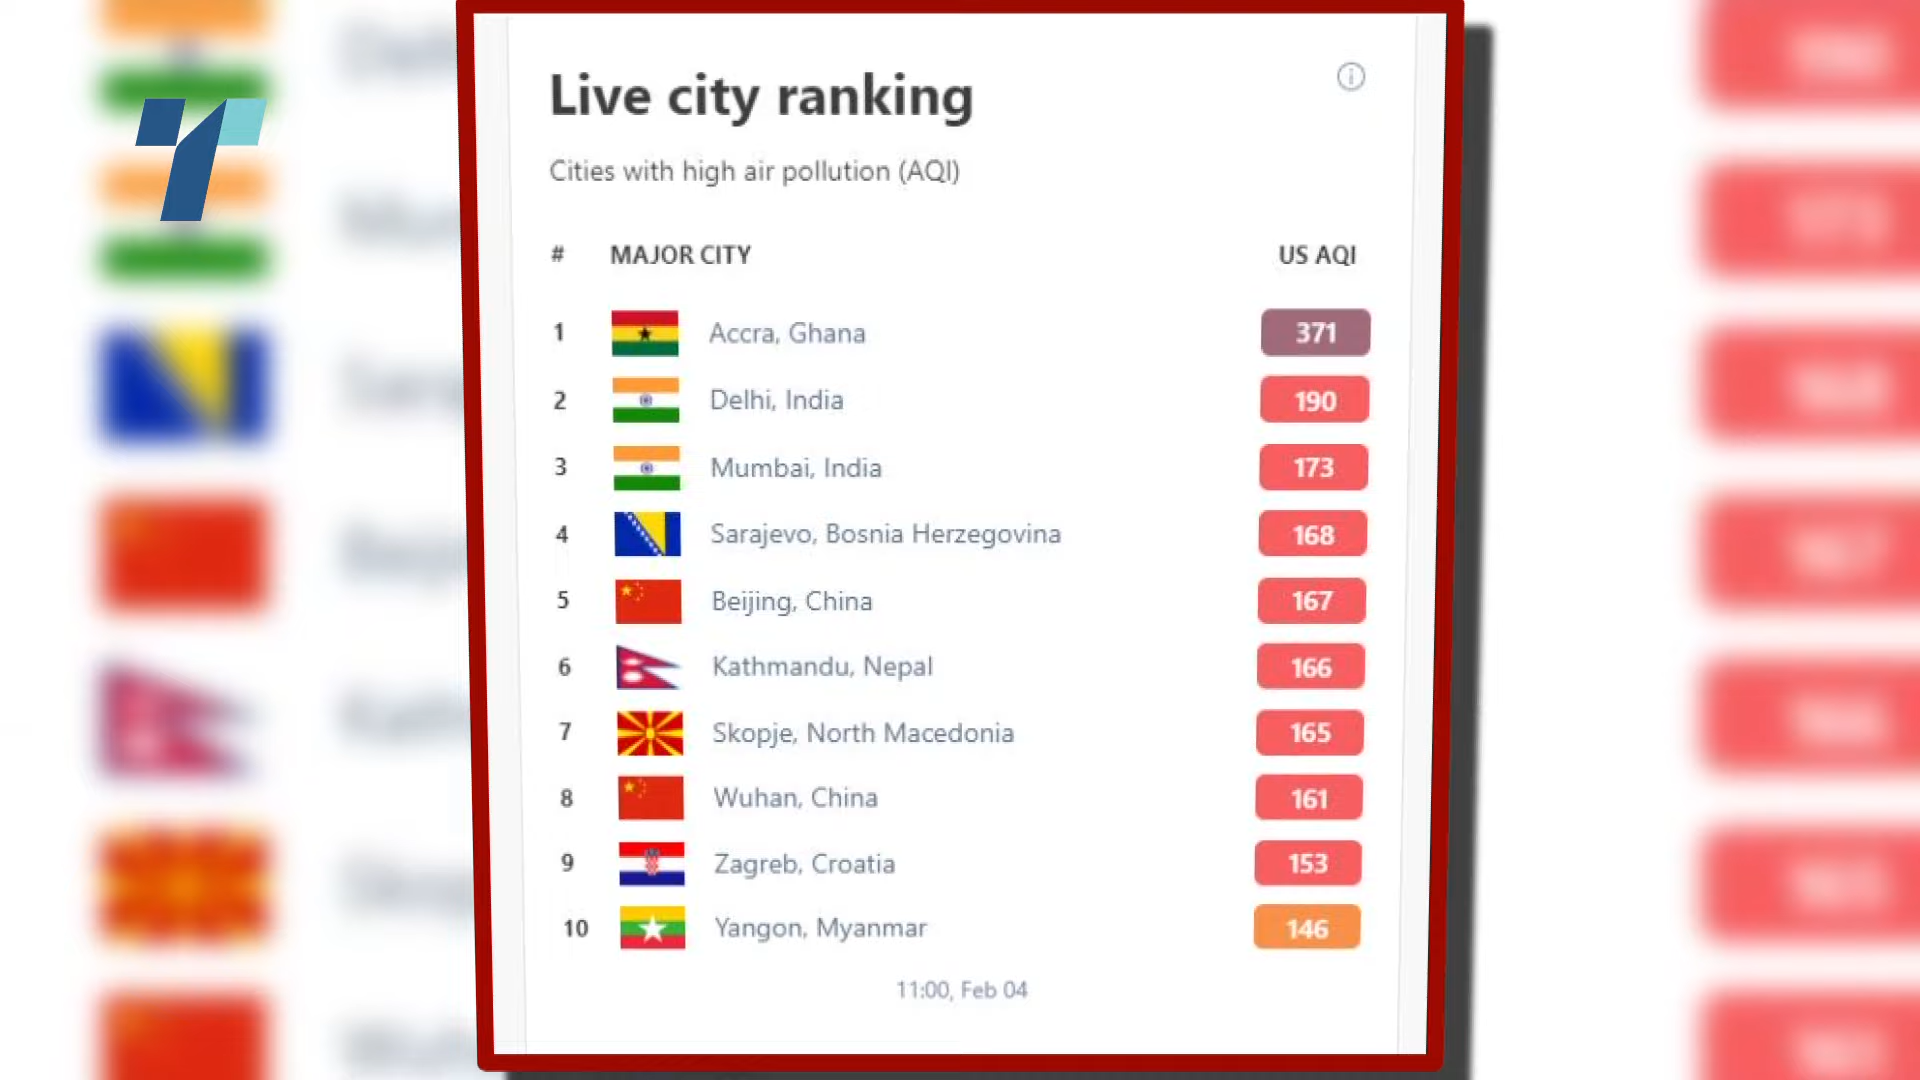 Live city ranking
Cities with high air pollution (AQI)
# MAJOR CITY US AQI
1 Accra, Ghana 371
2 Delhi, India 190
3 Mumbai, India 173
4 Sarajevo, Bosnia Herzegovina 168
5 Beijing, China 167
6 Kathmandu, Nepal 166
7 Skopje, North Macedonia 165
8 Wuhan, China 161
9 Zagreb, Croatia 153
10 Yangon, Myanmar 146
11:00, Feb 04